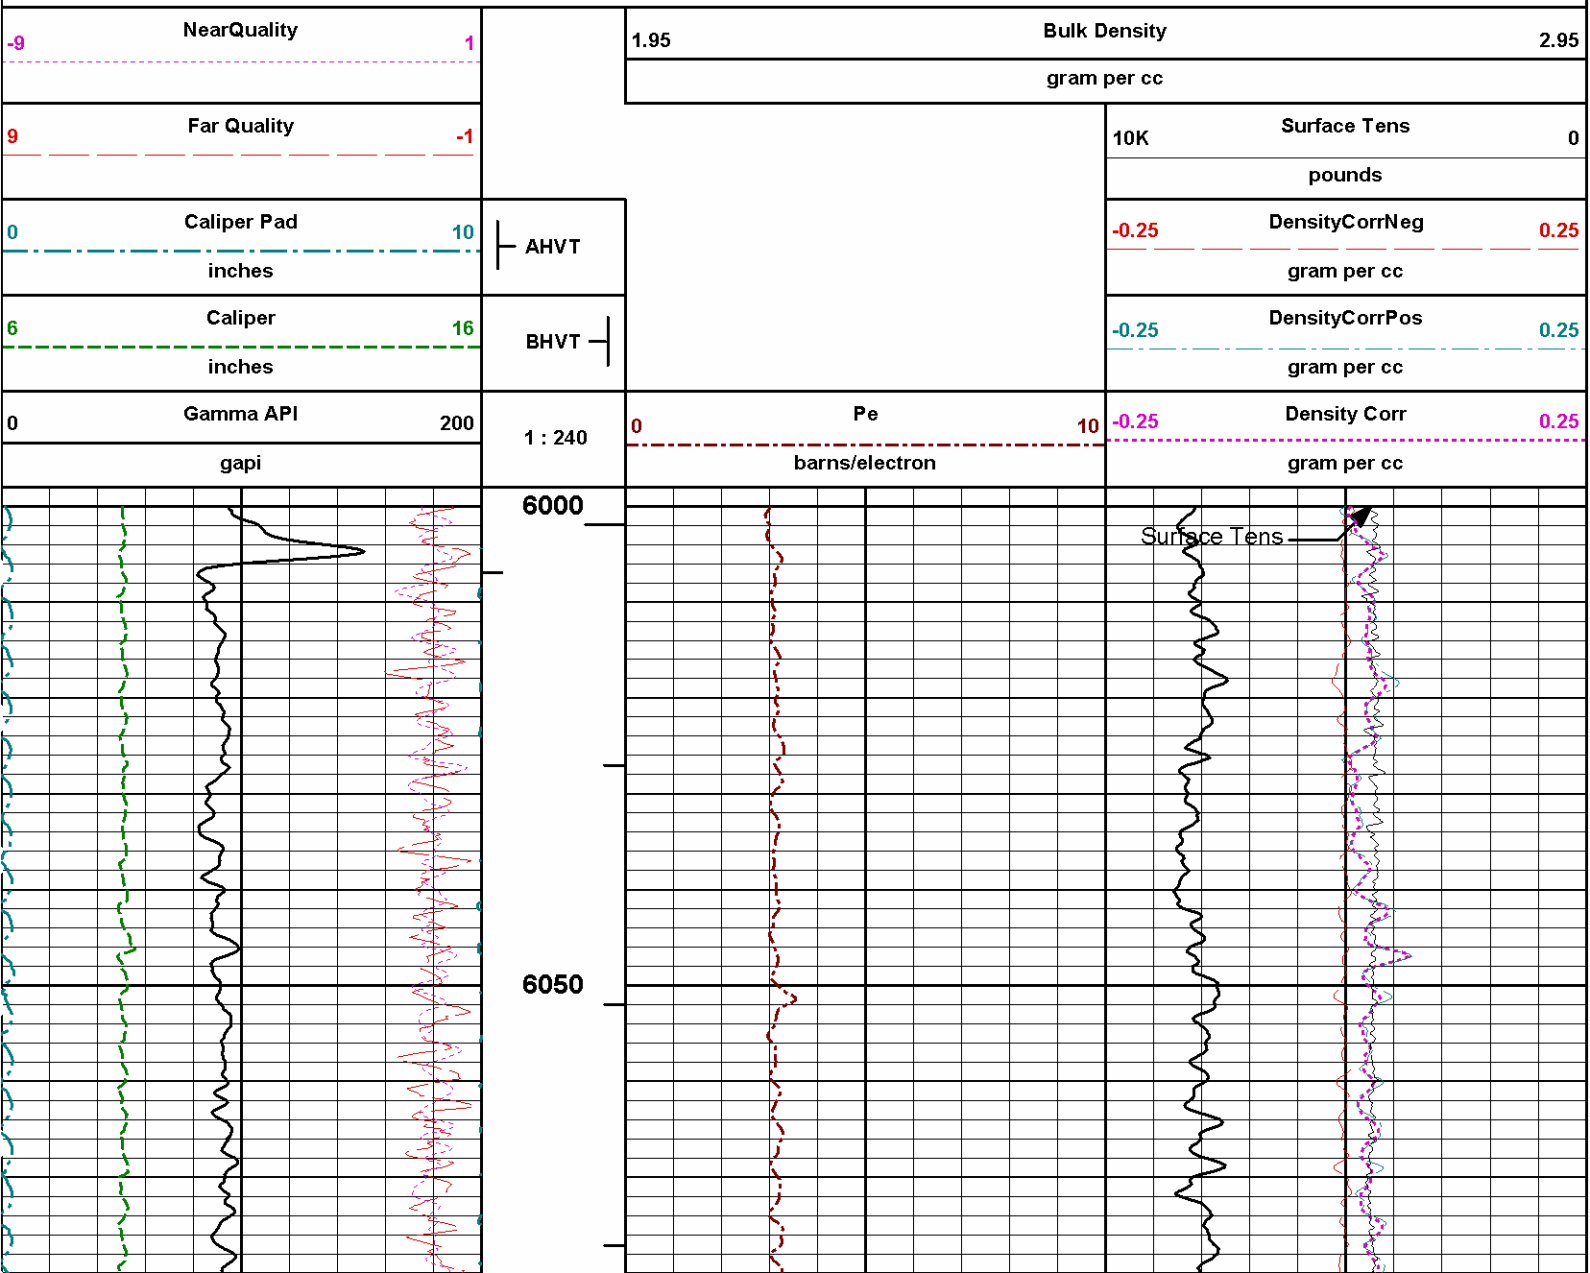 NearQuality
-9 1
Far Quality
9 -1
Caliper Pad
0 10
inches
Caliper
6 16
inches
Gamma API
0 200
gapi
AHVT
BHVT
1 : 240
Bulk Density
1.95 2.95
gram per cc
Surface Tens
10K 0
pounds
DensityCorrNeg
-0.25 0.25
gram per cc
DensityCorrPos
-0.25 0.25
gram per cc
Pe
0 10
barns/electron
Density Corr
-0.25 0.25
gram per cc
6000
Surface Tens
6050